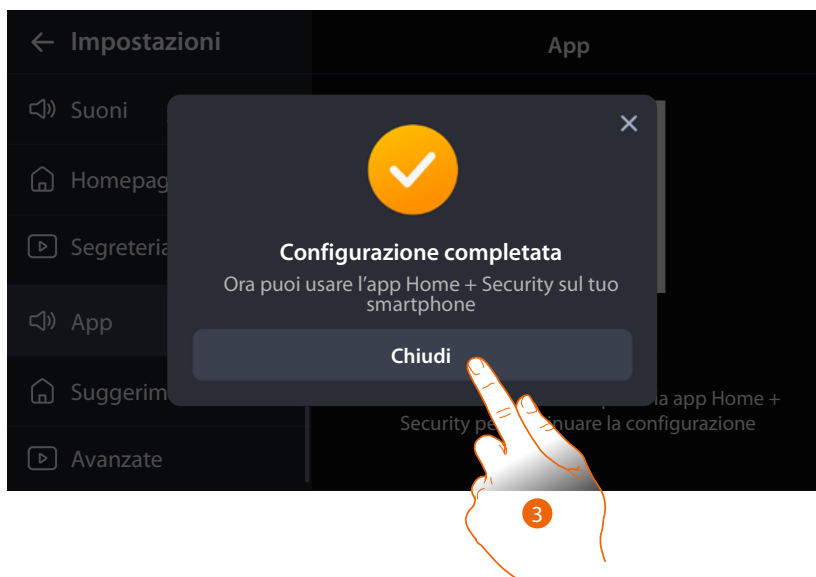 Impostazioni
App
Suoni
Homepag
Segreteria
App
Suggerim
Avanzate
Configurazione completata
Ora puoi usare l'app Home + Security sul tuo
smartphone
Chiudi
la app Home +
Security pe nuare la configurazione
3